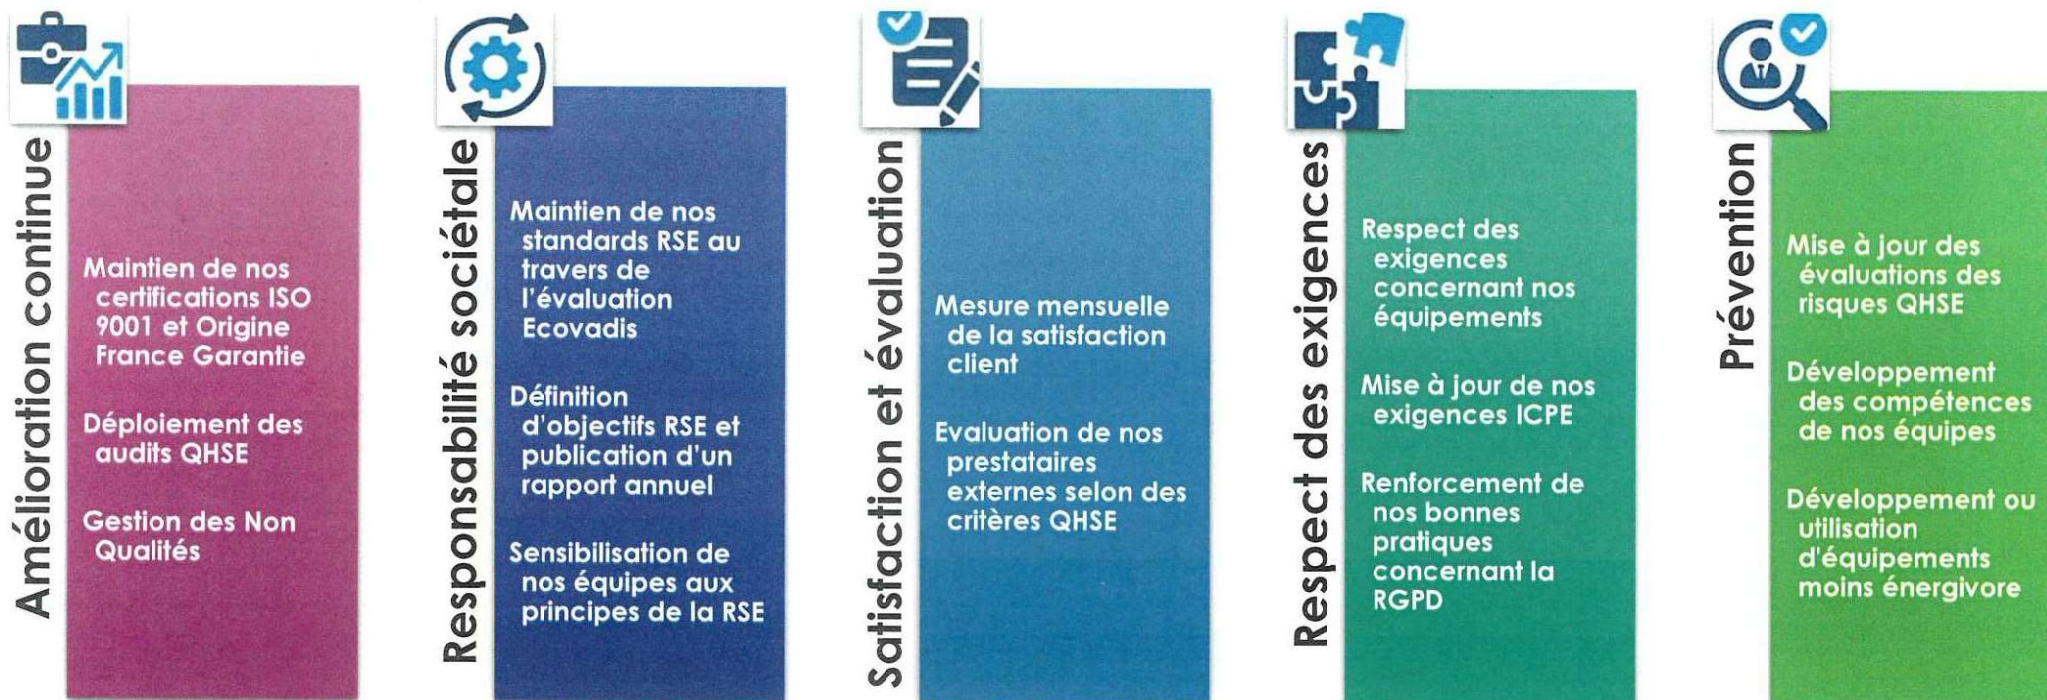 Amélioration continue
Maintien de nos
certifications ISO
9001 et Origine
France Garantie
Déploiement des
audits QHSE
Gestion des Non
Qualités
Responsabilité sociétale
Maintien de nos
standards RSE au
travers de
l'évaluation
Ecovadis
Définition
d'objectifs RSE et
publication d'un
rapport annuel
Sensibilisation de
nos équipes aux
principes de la RSE
Satisfaction et évaluation
Mesure mensuelle
de la satisfaction
client
Evaluation de nos
prestataires
externes selon des
critères QHSE
Respect des exigences
Respect des
exigences
concernant nos
équipements
Mise à jour de nos
exigences ICPE
Renforcement de
nos bonnes
pratiques
concernant la
RGPD
Prévention
Mise à jour des
évaluations des
risques QHSE
Développement
des compétences
de nos équipes
Développement ou
utilisation
d'équipements
moins énergivore